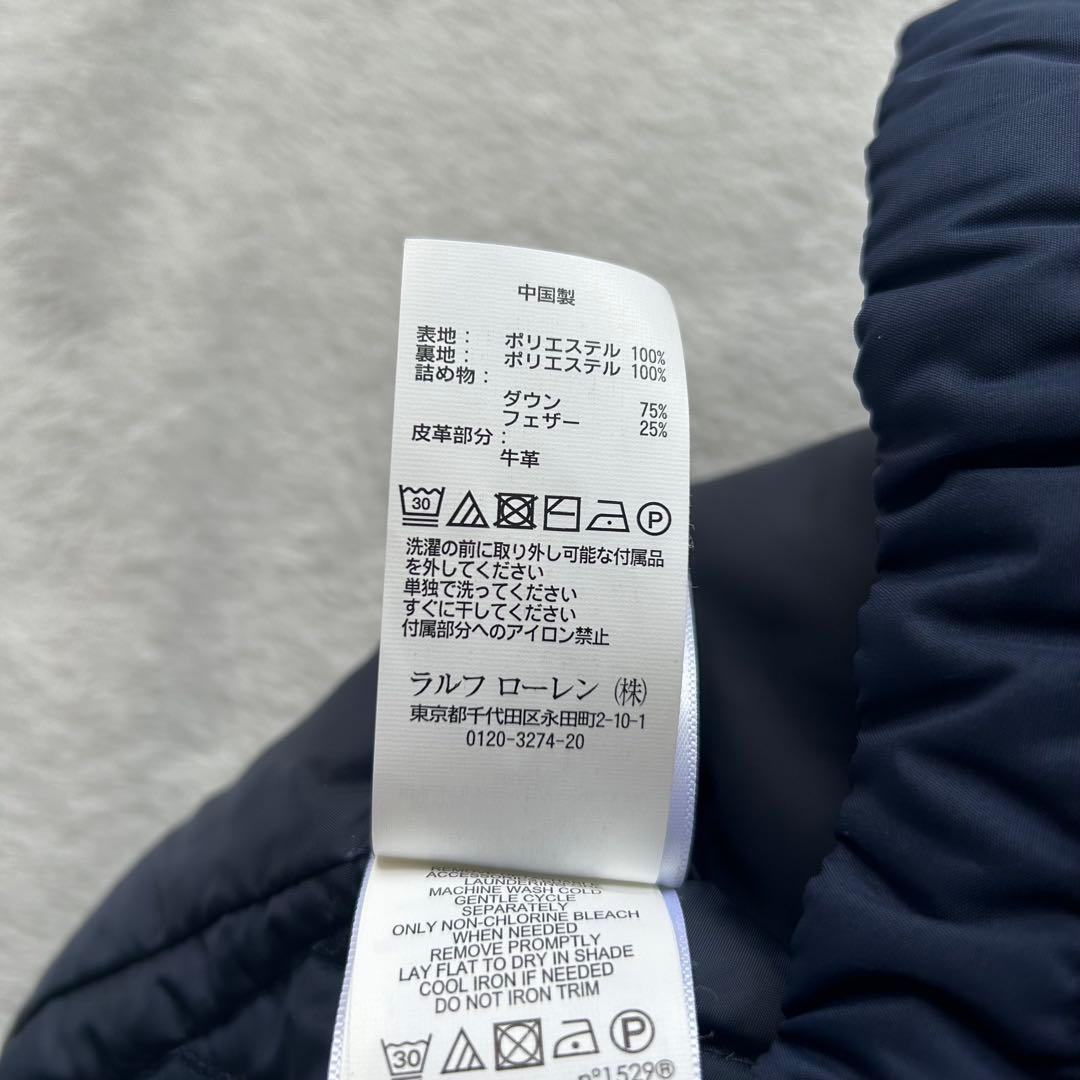 中国製
表地： ポリエステル 100%
裏地： ポリエステル 100%
詰め物：
ダウン 75%
フェザー 25%
皮革部分：
牛革
30 P
洗濯の前に取り外し可能な付属品
を外してください
単独で洗ってください
すぐに干してください
付属部分へのアイロン禁止
ラルフ ローレン ㈱
東京都千代田区永田町2-10-1
0120-3274-20
MACHINE WASH COLD
GENTLE CYCLE
SEPARATELY
ONLY NON-CHLORINE BLEACH
WHEN NEEDED
REMOVE PROMPTLY
LAY FLAT TO DRY IN SHADE
COOL IRON IF NEEDED
DO NOT IRON TRIM
30 P
n°1529®